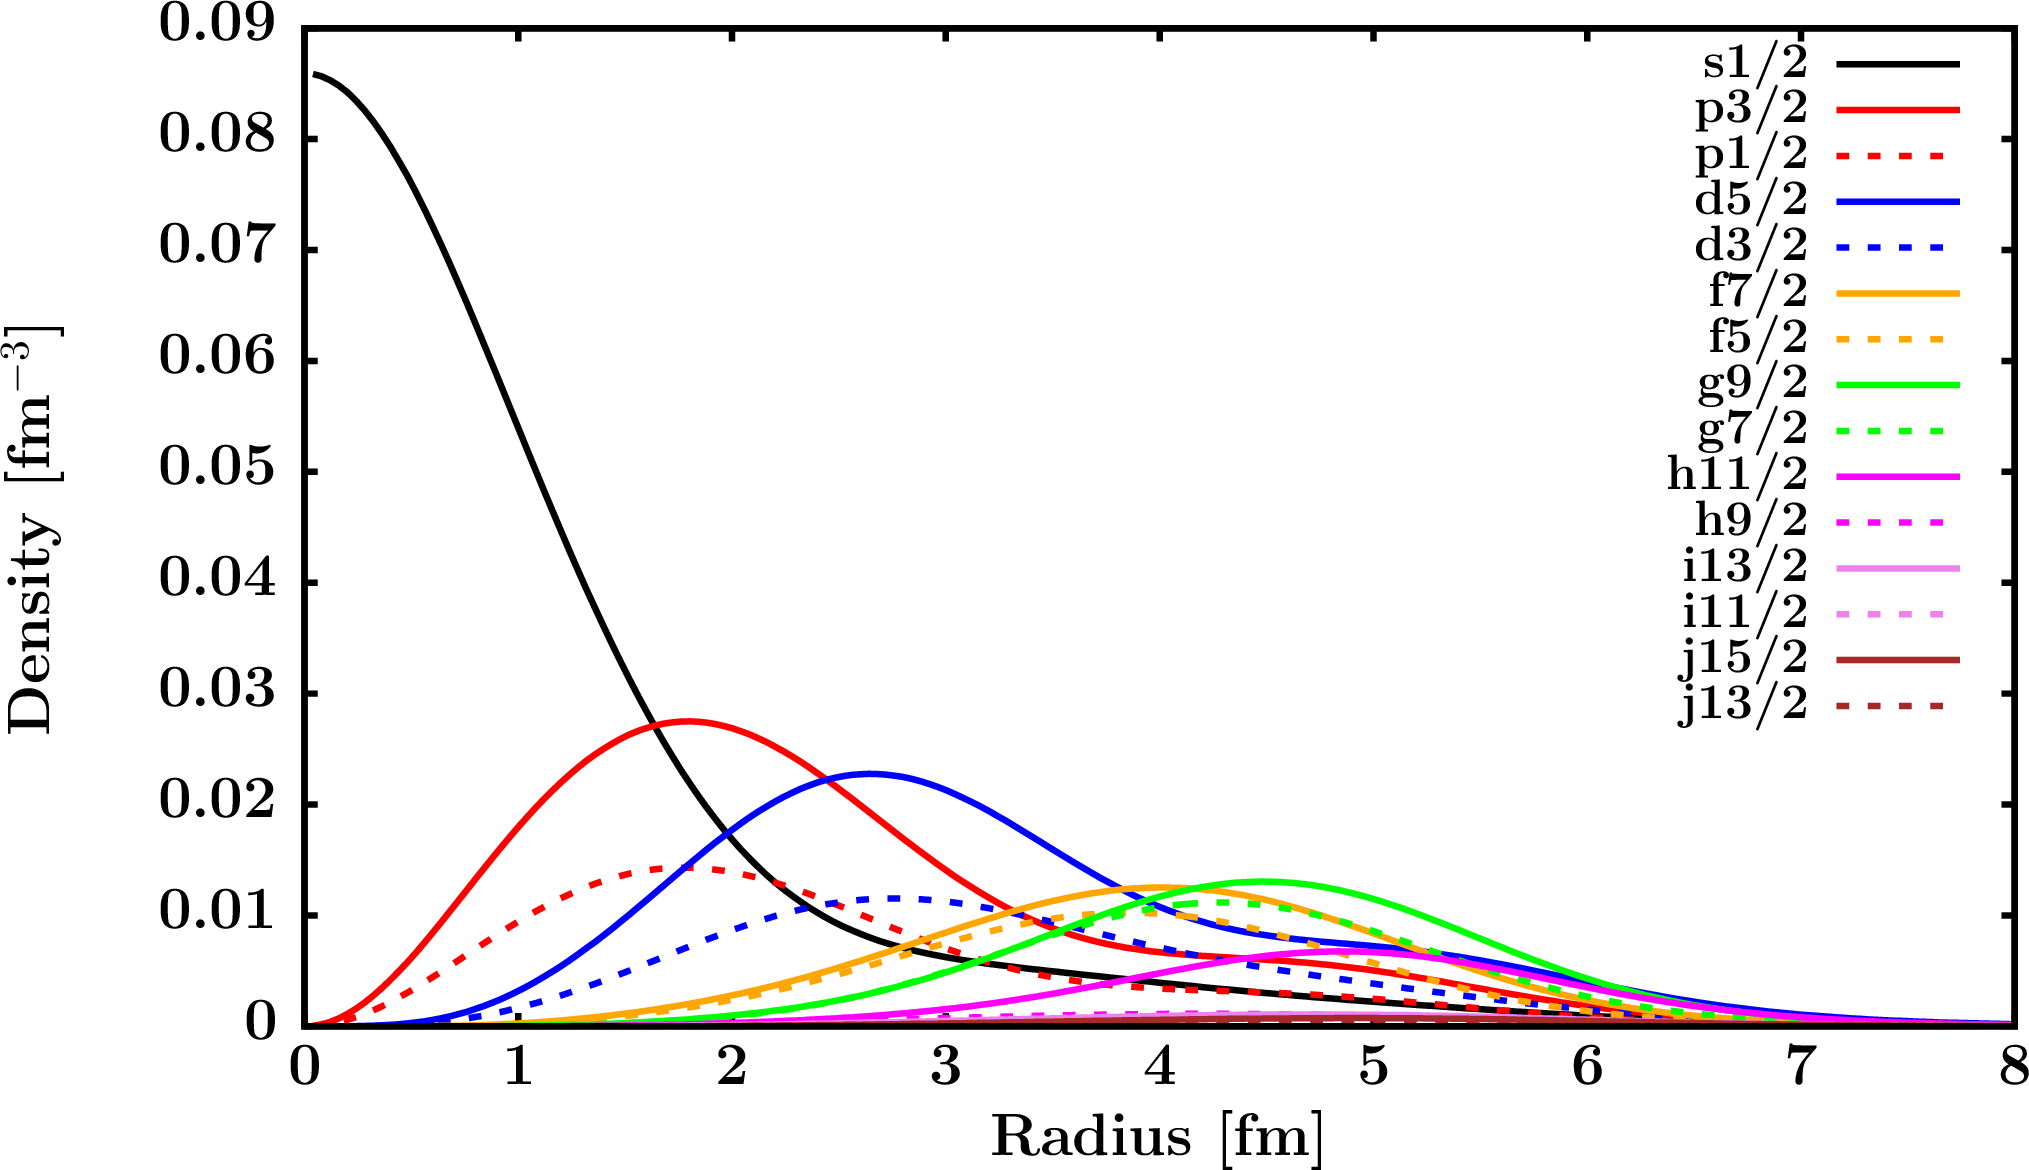 0.09
0.08
0.07
0.06
0.05
0.04
0.03
0.02
0.01
0
Density [fm⁻³]
s1/2
p3/2
p1/2
d5/2
d3/2
f7/2
f5/2
g9/2
g7/2
h11/2
h9/2
i13/2
i11/2
j15/2
j13/2
0 1 2 3 4 5 6 7 8
Radius [fm]